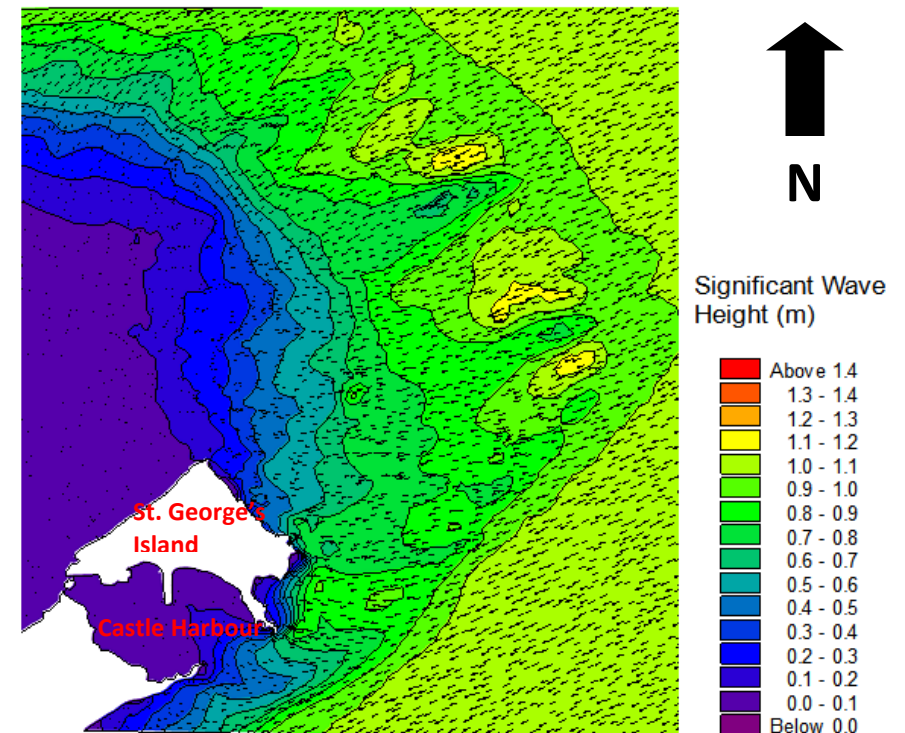 N
Significant Wave
Height (m)
Above 1.4
1.3 - 1.4
1.2 - 1.3
1.1 - 1.2
1.0 - 1.1
0.9 - 1.0
0.8 - 0.9
0.7 - 0.8
0.6 - 0.7
0.5 - 0.6
0.4 - 0.5
0.3 - 0.4
0.2 - 0.3
0.1 - 0.2
0.0 - 0.1
Below 0.0
St. George's
Island
Castle Harbour